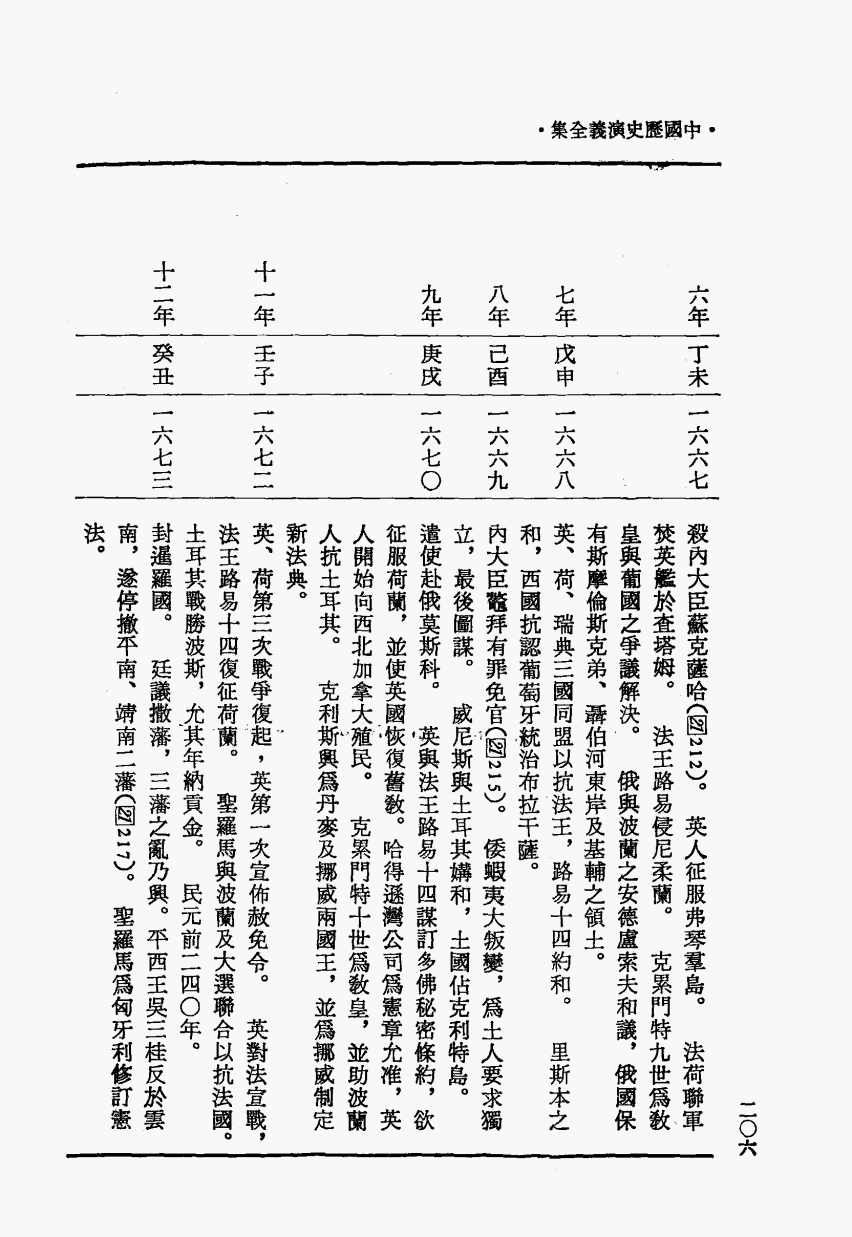 •中國歷史演義全集•
六年 丁未 一六六七 殺內大臣蘇克薩哈(図212)。 英人征服弗琴羣島。 法荷聯軍
焚英艦於查塔姆。 法王路易侵尼柔蘭。 克累門特九世爲教
皇與葡國之爭議解決。 俄與波蘭之安德盧索夫和議，俄國保
有斯摩倫斯克弟、聶伯河東岸及基輔之領土。
七年 戊申 一六六八 英、荷、瑞典三國同盟以抗法王，路易十四約和。 里斯本之
和，西國抗認葡萄牙統治布拉干薩。
八年 己酉 一六六九 內大臣鼇拜有罪免官(図215)。 倭蝦夷大叛變，爲土人要求獨
立，最後圖謀。 威尼斯與土耳其媾和，土國佔克利特島。
九年 庚戌 一六七〇 遣使赴俄莫斯科。 英與法王路易十四謀訂多佛秘密條約，欲
征服荷蘭，並使英國恢復舊教。哈得遜灣公司爲憲章允准，英
人開始向西北加拿大殖民。 克累門特十世爲教皇，並助波蘭
人抗土耳其。 克利斯興爲丹麥及挪威兩國王，並爲挪威制定
新法典。
十一年 壬子 一六七二 英、荷第三次戰爭復起，英第一次宣佈赦免令。 英對法宣戰，
法王路易十四復征荷蘭。 聖羅馬與波蘭及大選聯合以抗法國。
土耳其戰勝波斯，允其年納貢金。 民元前二四〇年。
十二年 癸丑 一六七三 封暹羅國。 廷議撒藩，三藩之亂乃興。平西王吳三桂反於雲
南，遂停撤平南、靖南二藩(図217)。 聖羅馬爲匈牙利修訂憲
法。
二〇六